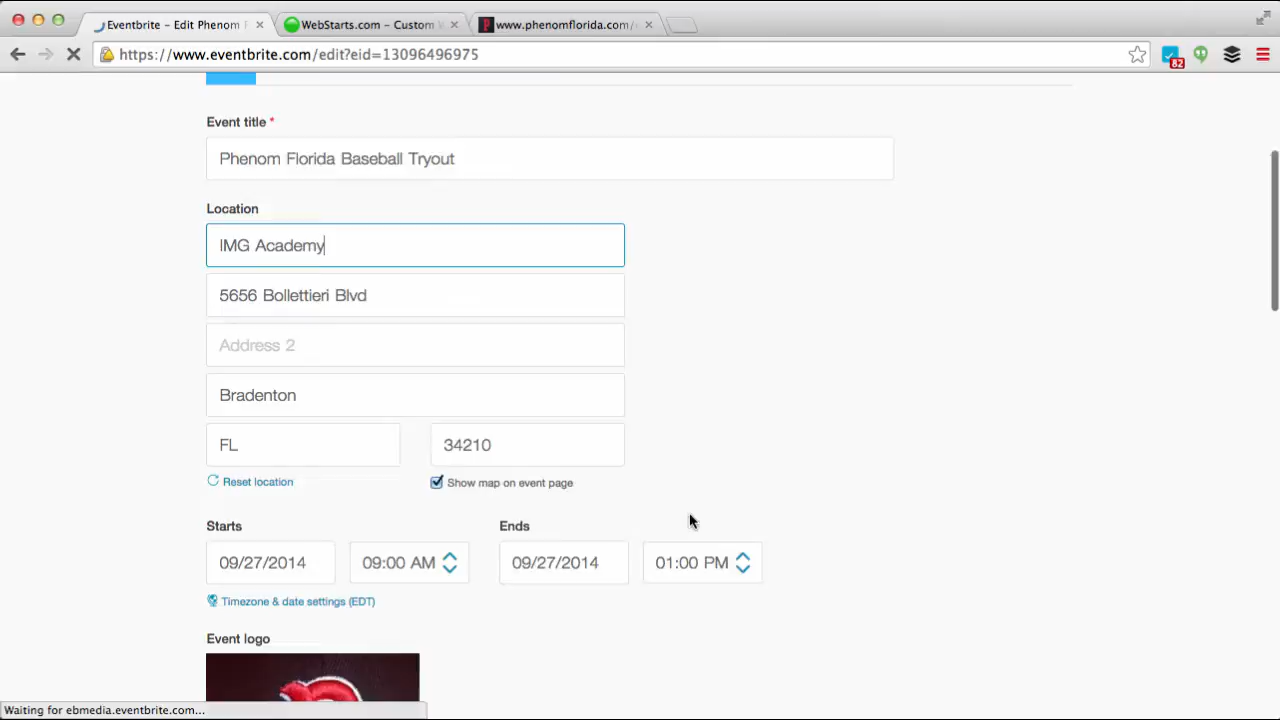 Eventbrite - Edit Phenom
WebStarts.com - Custom
www.phenomflorida.com/
https://www.eventbrite.com/edit?eid=13096496975
82
Event title *
Phenom Florida Baseball Tryout
Location
IMG Academy
5656 Bollettieri Blvd
Address 2
Bradenton
FL
34210
Reset location
Show map on event page
Starts
Ends
09/27/2014
09:00 AM
09/27/2014
01:00 PM
Timezone & date settings (EDT)
Event logo
Waiting for ebmedia.eventbrite.com...